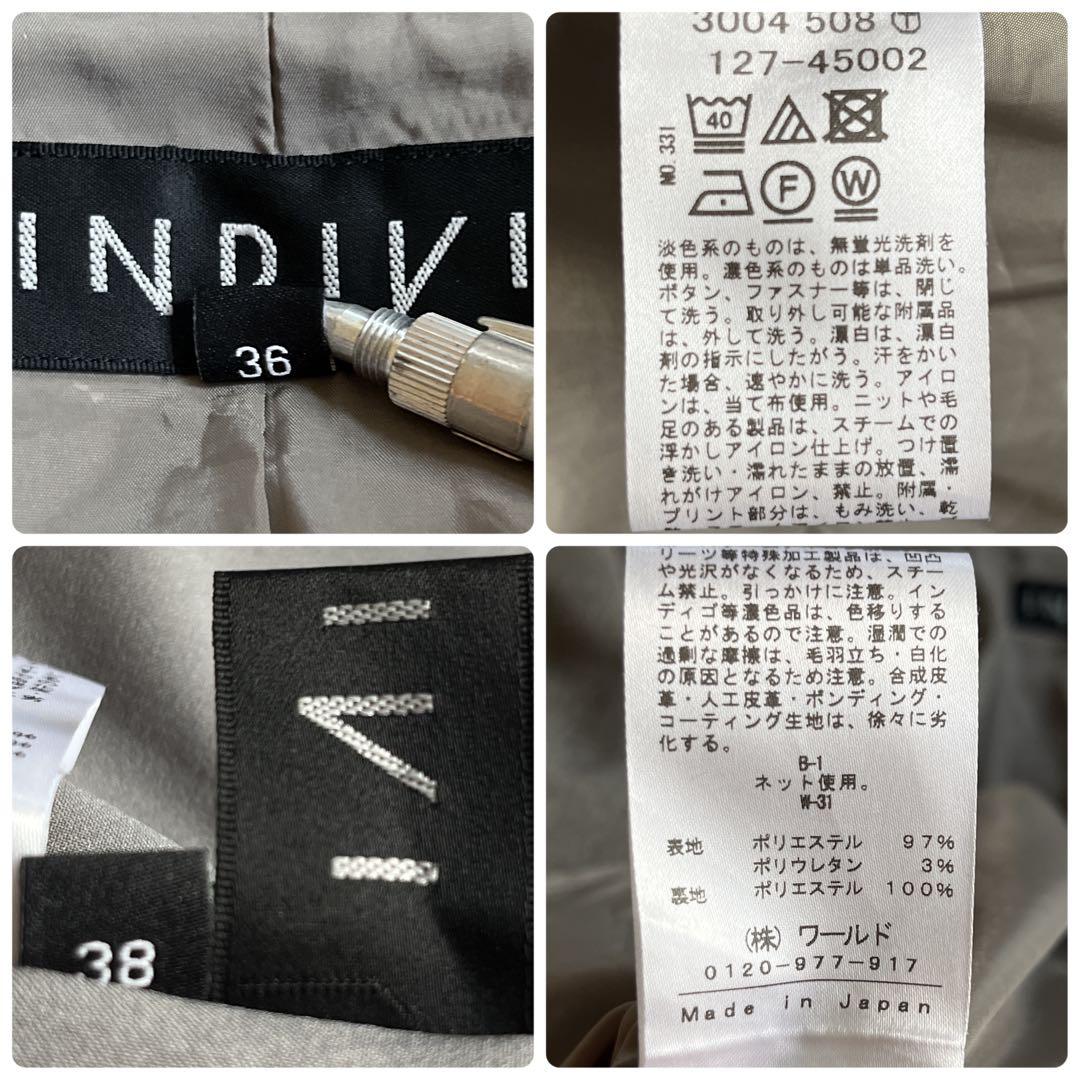 INDIVI
36
3004 508 Ⓣ
127-45002
NO.331
40
F
W
淡色系のものは、無蛍光洗剤を
使用。濃色系のものは単品洗い。
ボタン、ファスナー等は、閉じ
て洗う。取り外し可能な附属品
は、外して洗う。漂白は、漂白
剤の指示にしたがう。汗をかい
た場合、速やかに洗う。アイロ
ンは、当て布使用。ニットや毛
足のある製品は、スチームでの
浮かしアイロン仕上げ。つけ置
き洗い・濡れたままの放置、濡
れがけアイロン、禁止。附属・
プリント部分は、もみ洗い、乾
IVI
38
リーツ等特殊加工製品は、凹凸
や光沢がなくなるため、スチー
ム禁止。引っかけに注意。イン
ディゴ等濃色品は、色移りする
ことがあるので注意。湿潤での
過剰な摩擦は、毛羽立ち・白化
の原因となるため注意。合成皮
革・人工皮革・ボンディング・
コーティング生地は、徐々に劣
化する。
B-1
ネット使用。
W-31
表地 ポリエステル 97%
ポリウレタン 3%
裏地 ポリエステル 100%
(株) ワールド
0120-977-917
Made in Japan